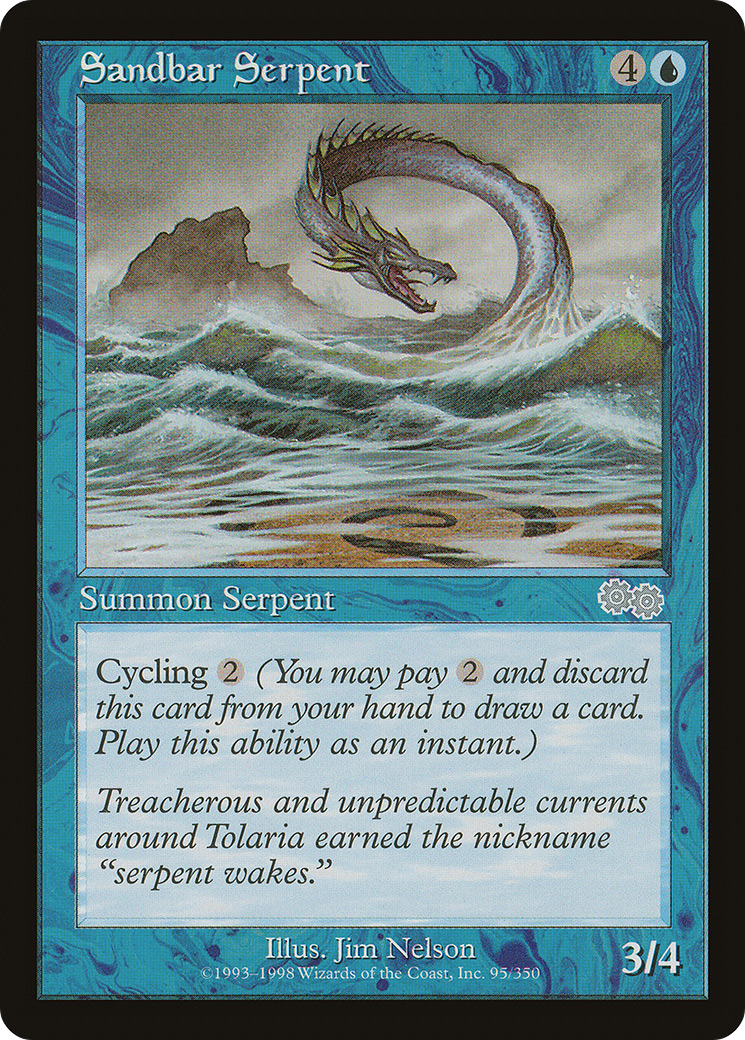 Sandbar Serpent 4
Summon Serpent
Cycling 2 (You may pay 2 and discard
this card from your hand to draw a card.
Play this ability as an instant.)
Treacherous and unpredictable currents
around Tolaria earned the nickname
“serpent wakes.”
Illus. Jim Nelson
©1993–1998 Wizards of the Coast, Inc. 95/350
3/4